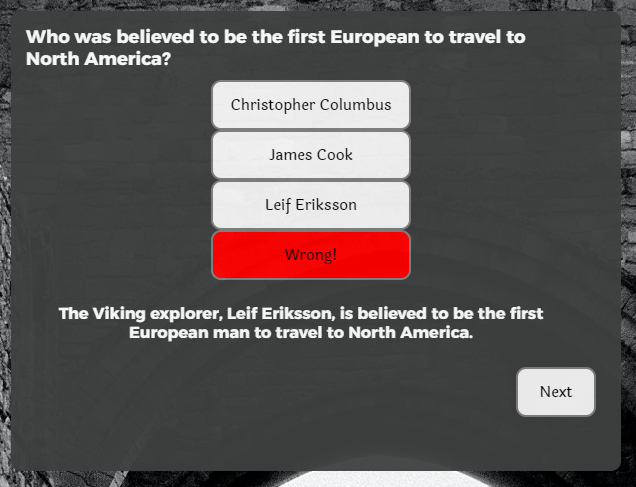 Who was believed to be the first European to travel to
North America?
Christopher Columbus
James Cook
Leif Eriksson
Wrong!
The Viking explorer, Leif Eriksson, is believed to be the first
European man to travel to North America.
Next